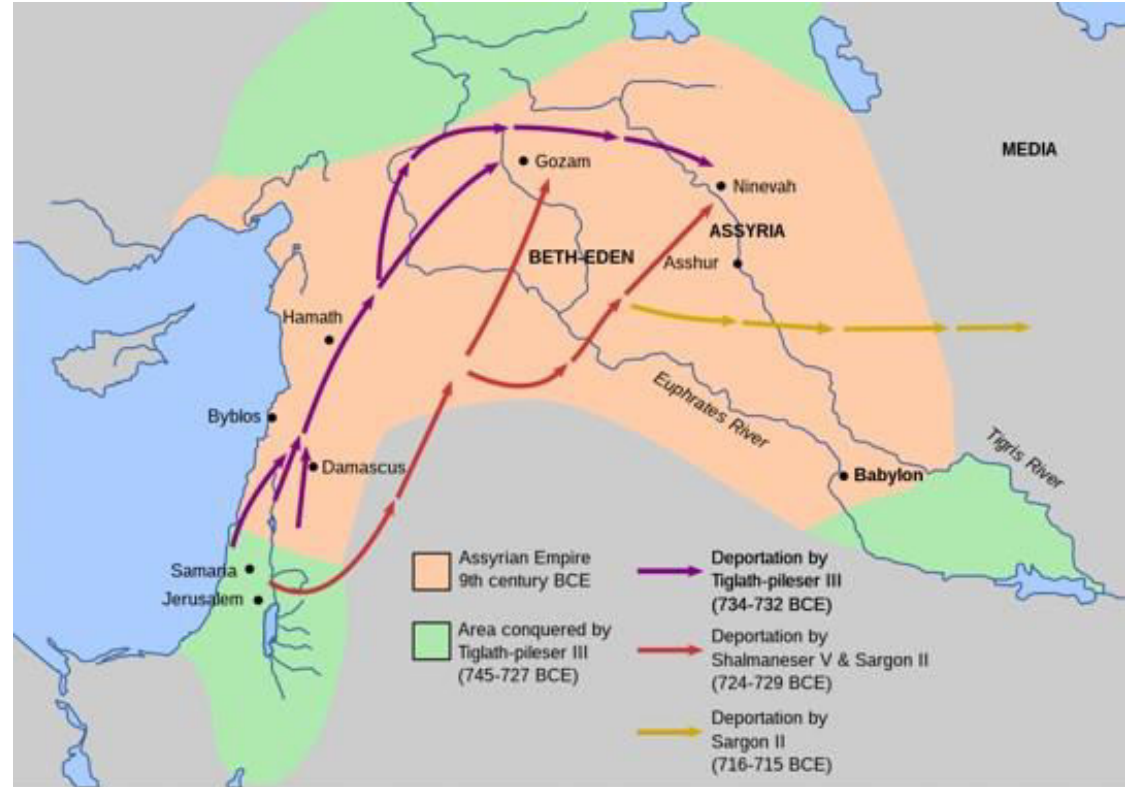 MEDIA
Gozam
Ninevah
ASSYRIA
BETH-EDEN
Asshur
Hamath
Euphrates River
Byblos
Tigris River
Damascus
Babylon
Samaria
Jerusalem
Assyrian Empire
9th century BCE
Area conquered by
Tiglath-pileser III
(745-727 BCE)
Deportation by
Tiglath-pileser III
(734-732 BCE)
Deportation by
Shalmaneser V & Sargon II
(724-729 BCE)
Deportation by
Sargon II
(716-715 BCE)